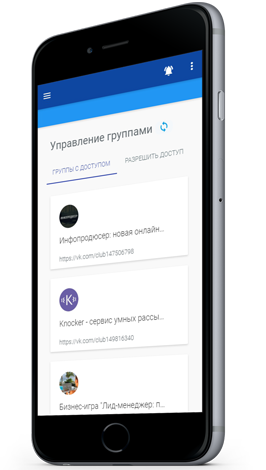 Управление группами
ГРУППЫ С ДОСТУПОМ
РАЗРЕШИТЬ ДОСТУП
Инфопродюсер: новая онлайн...
https://vk.com/club147506798
К
Knocker - сервис умных рассы...
https://vk.com/club149816340
Бизнес-игра "Лид-менеджер: п...